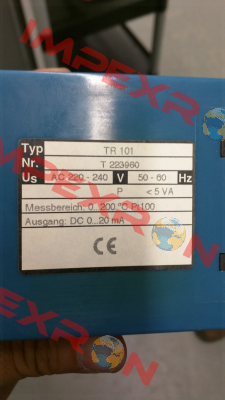 IMPEXRON
Typ TR 101
Nr. T 223960
Us AC 220 - 240 V 50 - 60 Hz
P < 5 VA
Messbereich: 0...200 °C Pt100
Ausgang: DC 0...20 mA
CE
IMPEXRON
IMPEXRON